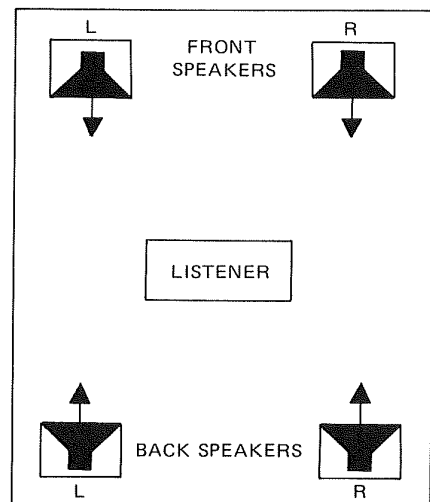 L
R
FRONT
SPEAKERS
LISTENER
BACK SPEAKERS
L
R